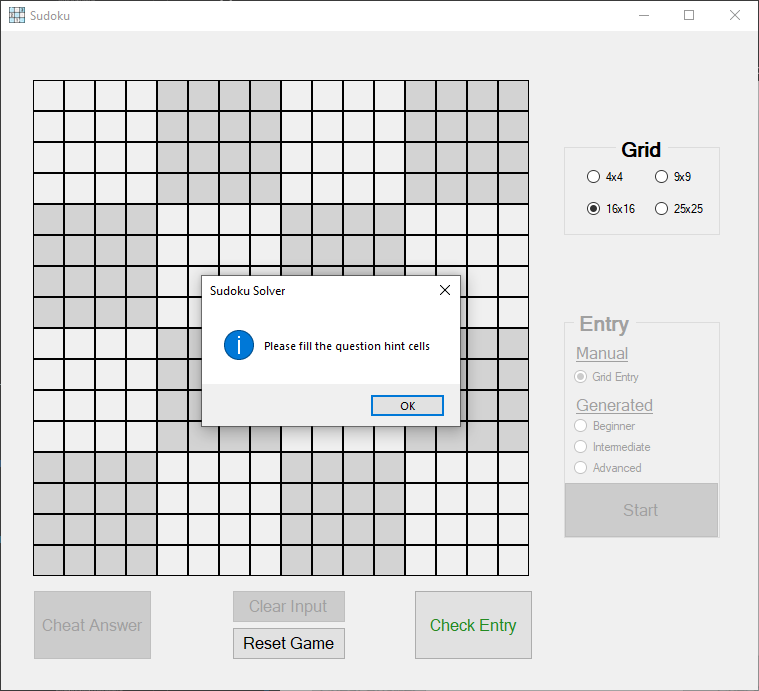 Sudoku
Grid
4x4
9x9
16x16
25x25
Sudoku Solver
Please fill the question hint cells
OK
Entry
Manual
Grid Entry
Generated
Beginner
Intermediate
Advanced
Start
Cheat Answer
Clear Input
Reset Game
Check Entry